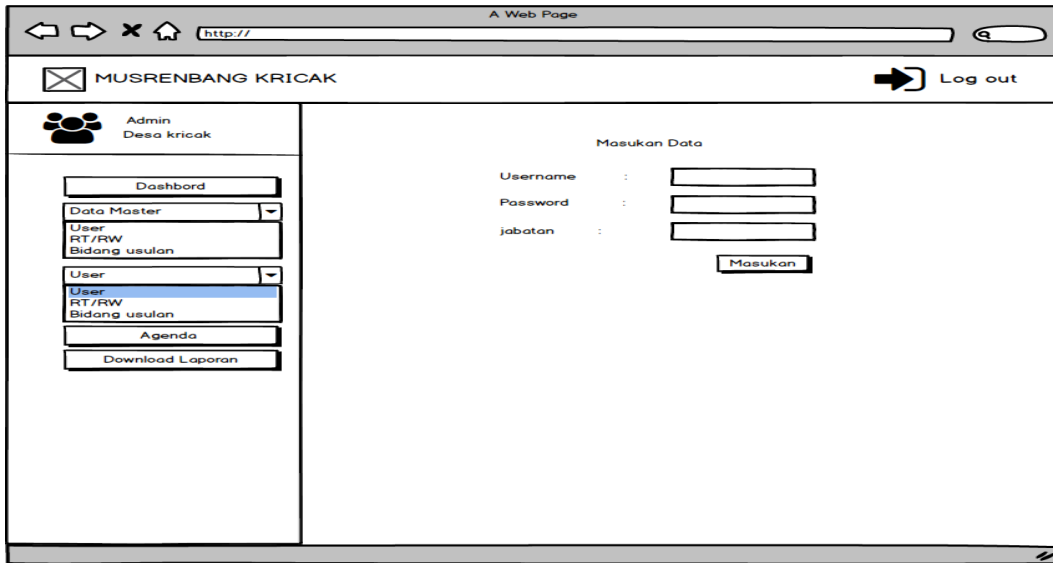 A Web Page
http://
MUSRENBANG KRICAK
Log out
Admin
Desa kricak
Dashbord
Data Master
User
RT/RW
Bidang usulan
User
User
RT/RW
Bidang usulan
Agenda
Download Laporan
Masukan Data
Username :
Password :
jabatan :
Masukan